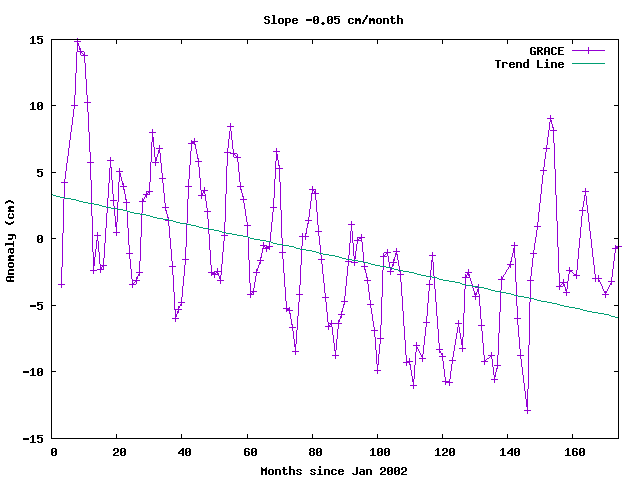 Slope -0.05 cm/month
GRACE
Trend Line
15
10
5
0
-5
-10
-15
Anomaly (cm)
0 20 40 60 80 100 120 140 160
Months since Jan 2002